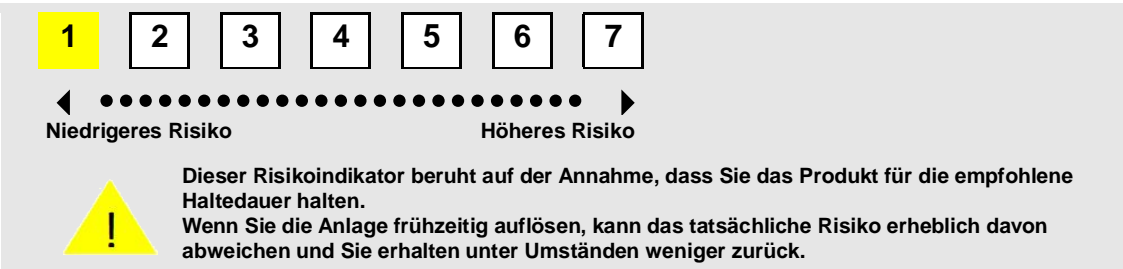 1 2 3 4 5 6 7
Niedrigeres Risiko Höheres Risiko
Dieser Risikoindikator beruht auf der Annahme, dass Sie das Produkt für die empfohlene
Haltedauer halten.
Wenn Sie die Anlage frühzeitig auflösen, kann das tatsächliche Risiko erheblich davon
abweichen und Sie erhalten unter Umständen weniger zurück.
!